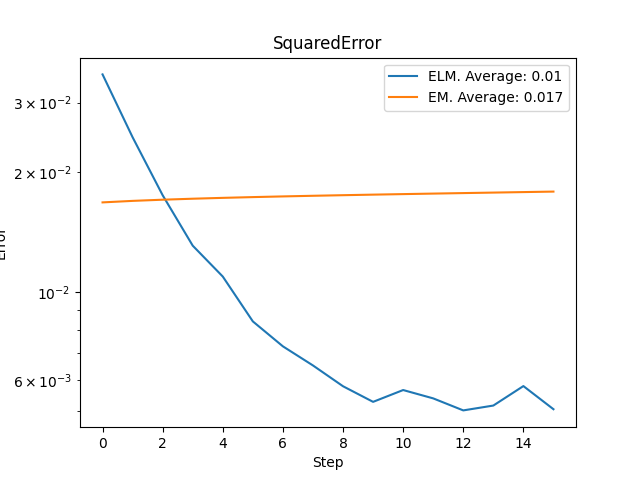 SquaredError
ELM. Average: 0.01
EM. Average: 0.017
3 × 10⁻²
2 × 10⁻²
10⁻²
6 × 10⁻³
0 2 4 6 8 10 12 14
Step